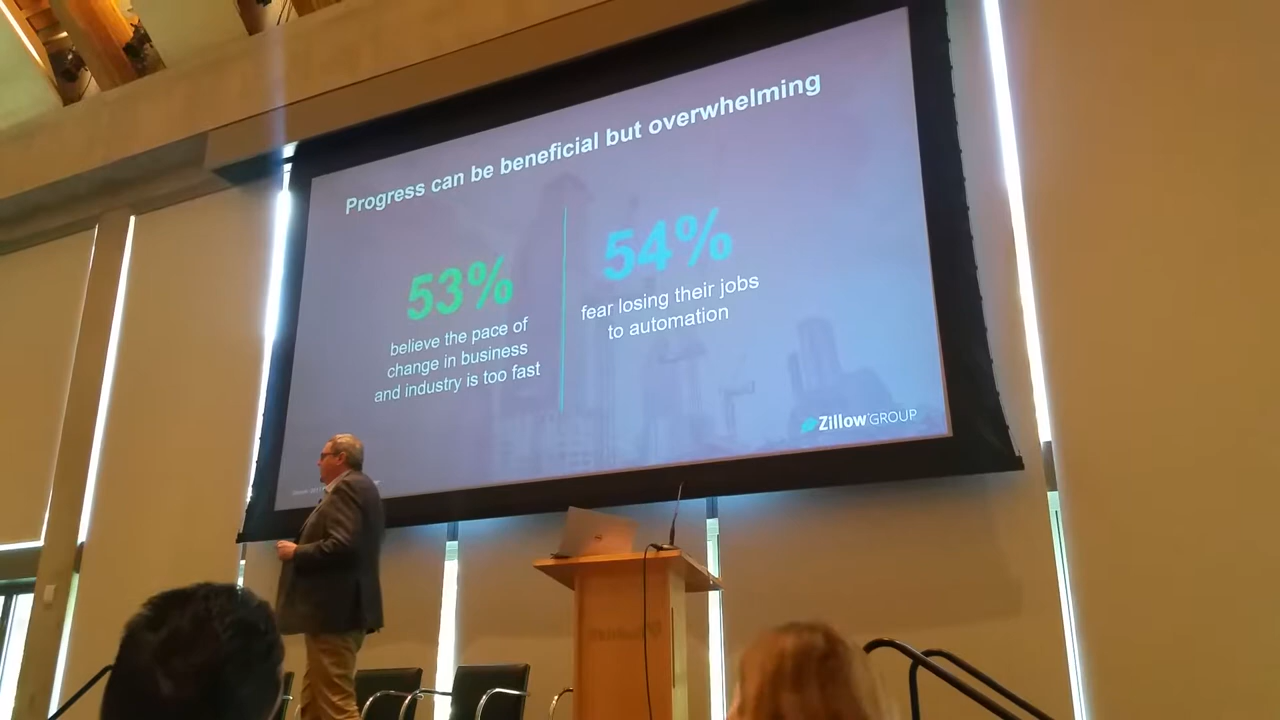 Progress can be beneficial but overwhelming
53%
believe the pace of
change in business
and industry is too fast
54%
fear losing their jobs
to automation
Zillow GROUP